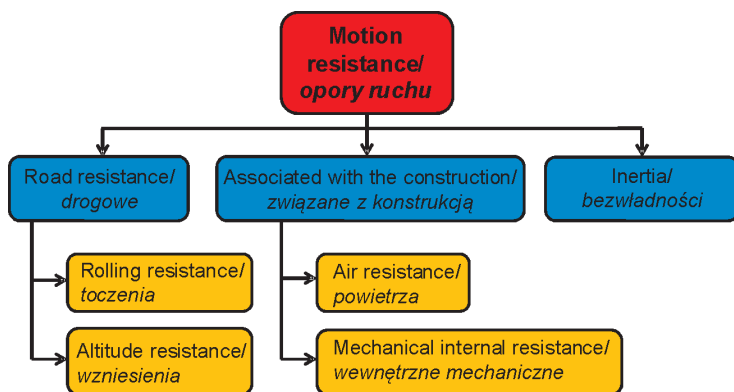 Motion
resistance/
opory ruchu
Road resistance/
drogowe
Associated with the construction/
związane z konstrukcją
Inertia/
bezwładności
Rolling resistance/
toczenia
Altitude resistance/
wzniesienia
Air resistance/
powietrza
Mechanical internal resistance/
wewnętrzne mechaniczne